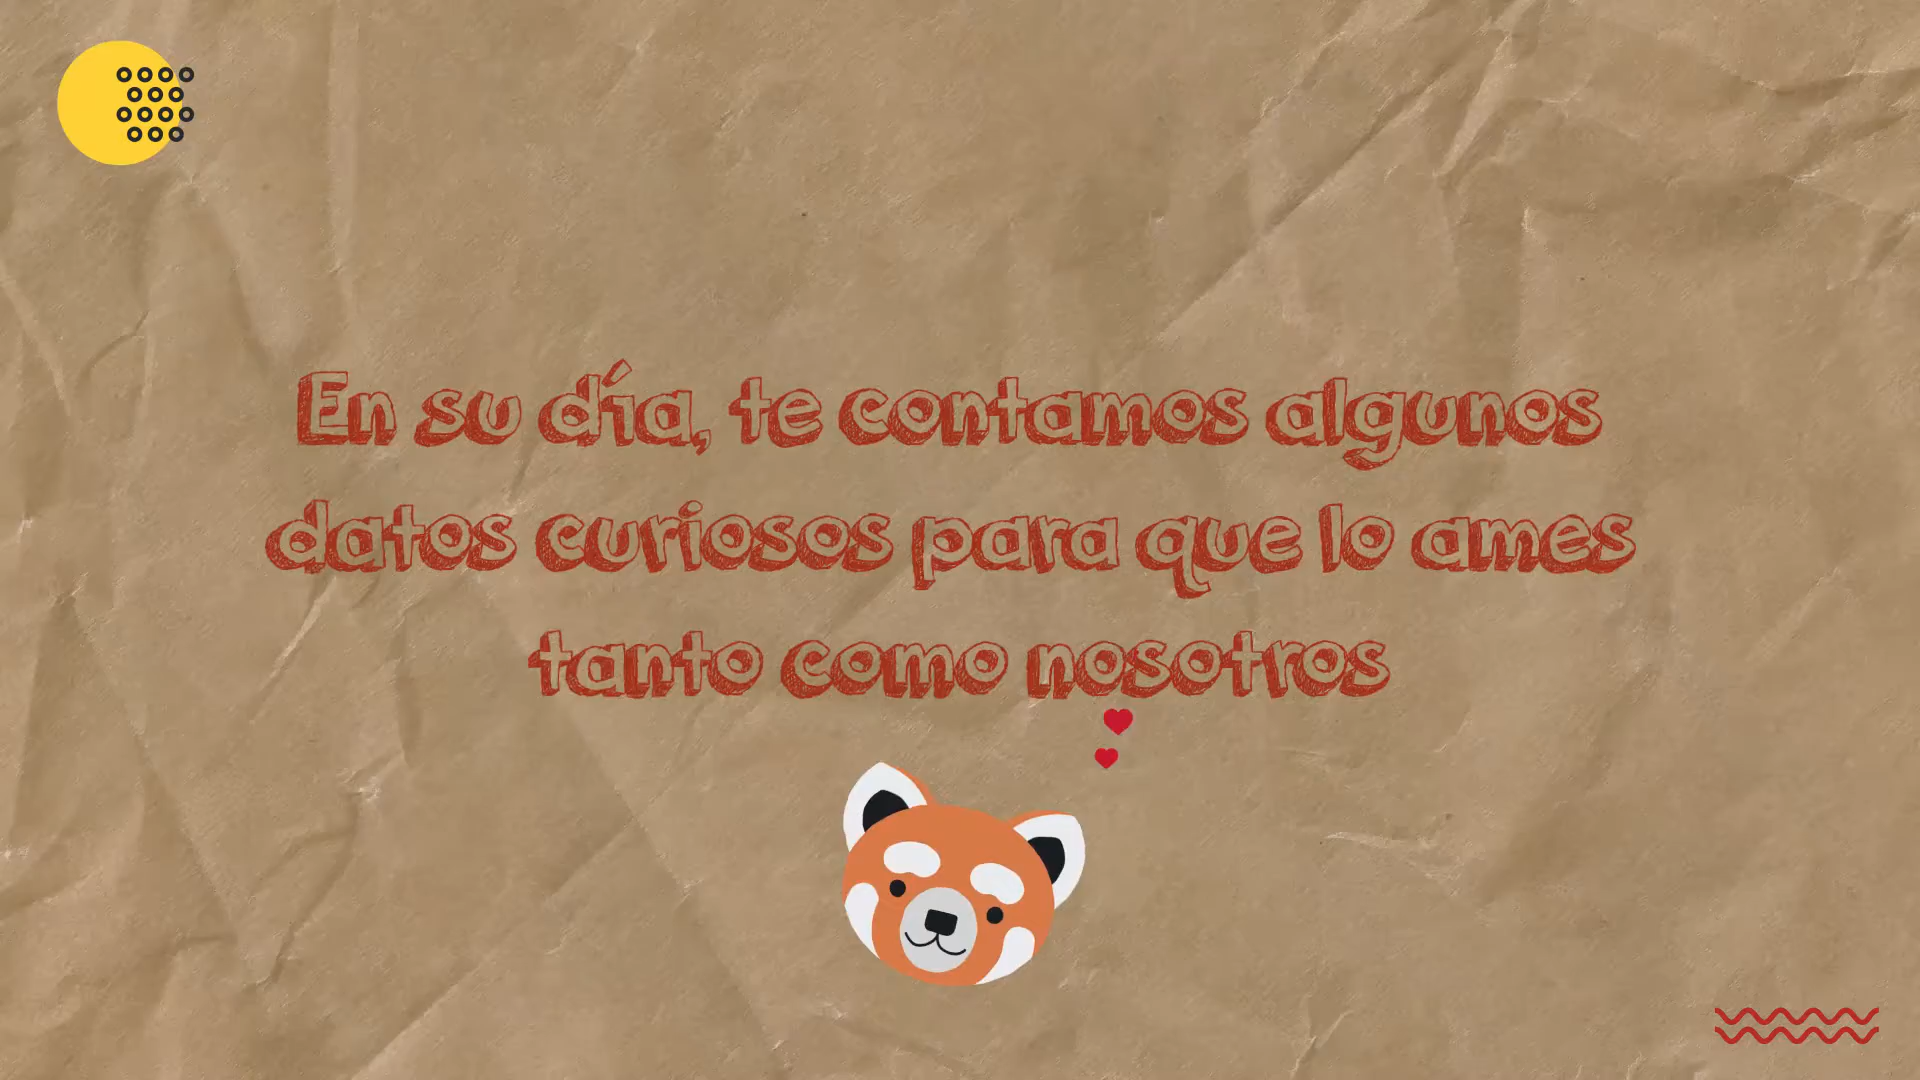 En su día, te contamos algunos
datos curiosos para que lo ames
tanto como nosotros